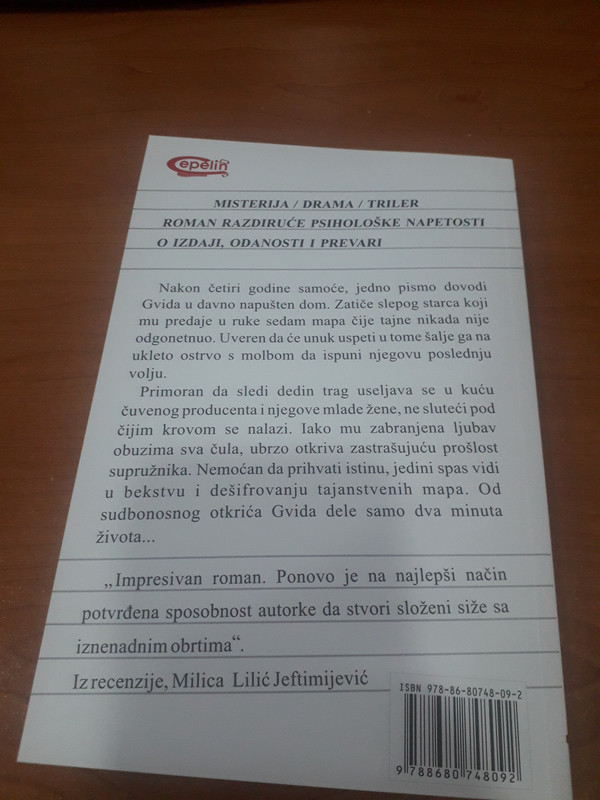 Cepelin
MISTERIJA / DRAMA / TRILER
ROMAN RAZDIRUĆE PSIHOLOŠKE NAPETOSTI
O IZDAJI, ODANOSTI I PREVARI
Nakon četiri godine samoće, jedno pismo dovodi
Gvida u davno napušten dom. Zatiče slepog starca koji
mu predaje u ruke sedam mapa čije tajne nikada nije
odgonetnuo. Uveren da će unuk uspeti u tome šalje ga na
ukleto ostrvo s molbom da ispuni njegovu poslednju
volju.
Primoran da sledi dedin trag useljava se u kuću
čuvenog producenta i njegove mlade žene, ne sluteći pod
čijim krovom se nalazi. Iako mu zabranjena ljubav
obuzima sva čula, ubrzo otkriva zastrašujuću prošlost
supružnika. Nemoćan da prihvati istinu, jedini spas vidi
u bekstvu i dešifrovanju tajanstvenih mapa. Od
sudbonosnog otkrića Gvida dele samo dva minuta
života...
„Impresivan roman. Ponovo je na najlepši način
potvrđena sposobnost autorke da stvori složeni siže sa
iznenadnim obrtima“.
Iz recenzije, Milica Lilić Jeftimijević
ISBN 978-86-80748-09-2
9 788680 748092